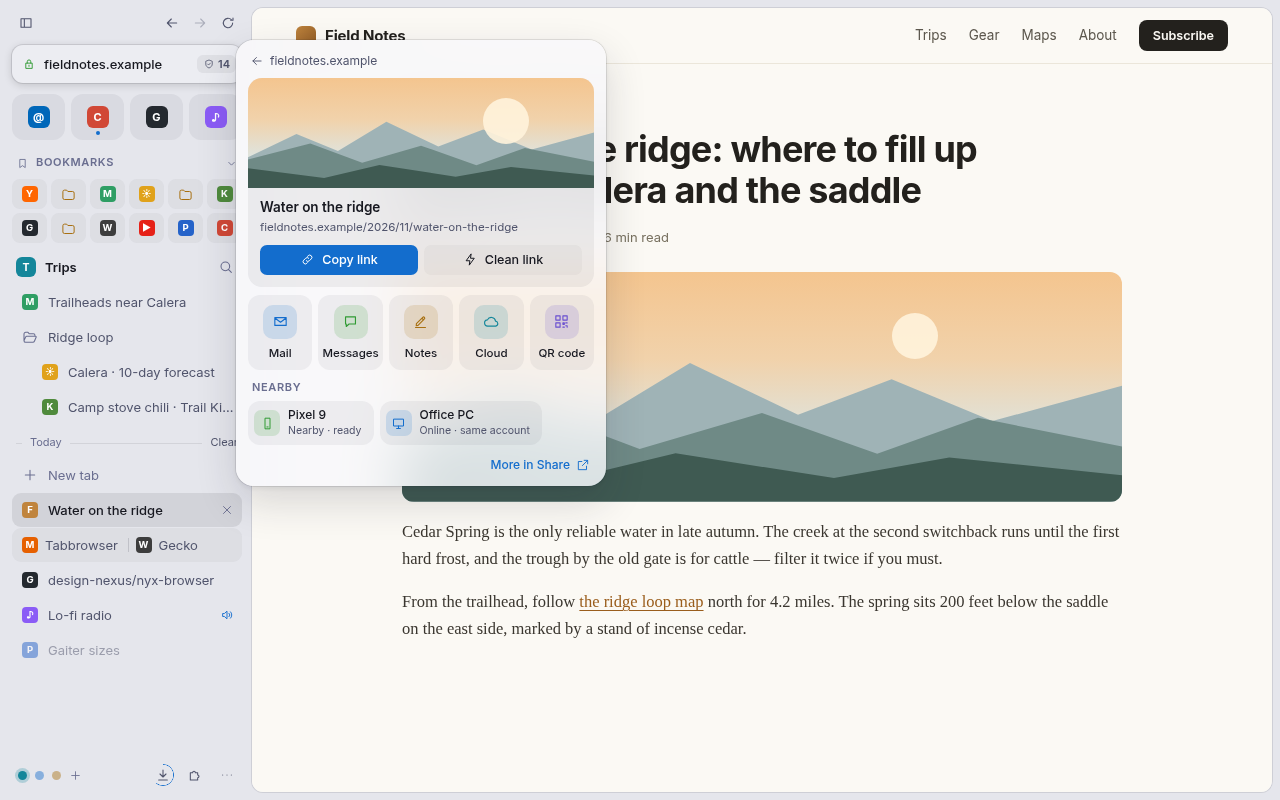 fieldnotes.example
14
@
C
G
BOOKMARKS
Y
M
K
G
W
P
C
T
Trips
M
Trailheads near Calera
Ridge loop
Calera · 10-day forecast
K
Camp stove chili · Trail Ki...
Today
Clear
New tab
F
Water on the ridge
M
Tabbrowser
W
Gecko
G
design-nexus/nyx-browser
Lo-fi radio
P
Gaiter sizes
fieldnotes.example
Water on the ridge
fieldnotes.example/2026/11/water-on-the-ridge
Copy link
Clean link
Mail
Messages
Notes
Cloud
QR code
NEARBY
Pixel 9
Nearby · ready
Office PC
Online · same account
More in Share
Field Notes
Trips
Gear
Maps
About
Subscribe
ridge: where to fill up
and the saddle
6 min read
Cedar Spring is the only reliable water in late autumn. The creek at the second switchback runs until the first
hard frost, and the trough by the old gate is for cattle — filter it twice if you must.
From the trailhead, follow the ridge loop map north for 4.2 miles. The spring sits 200 feet below the saddle
on the east side, marked by a stand of incense cedar.